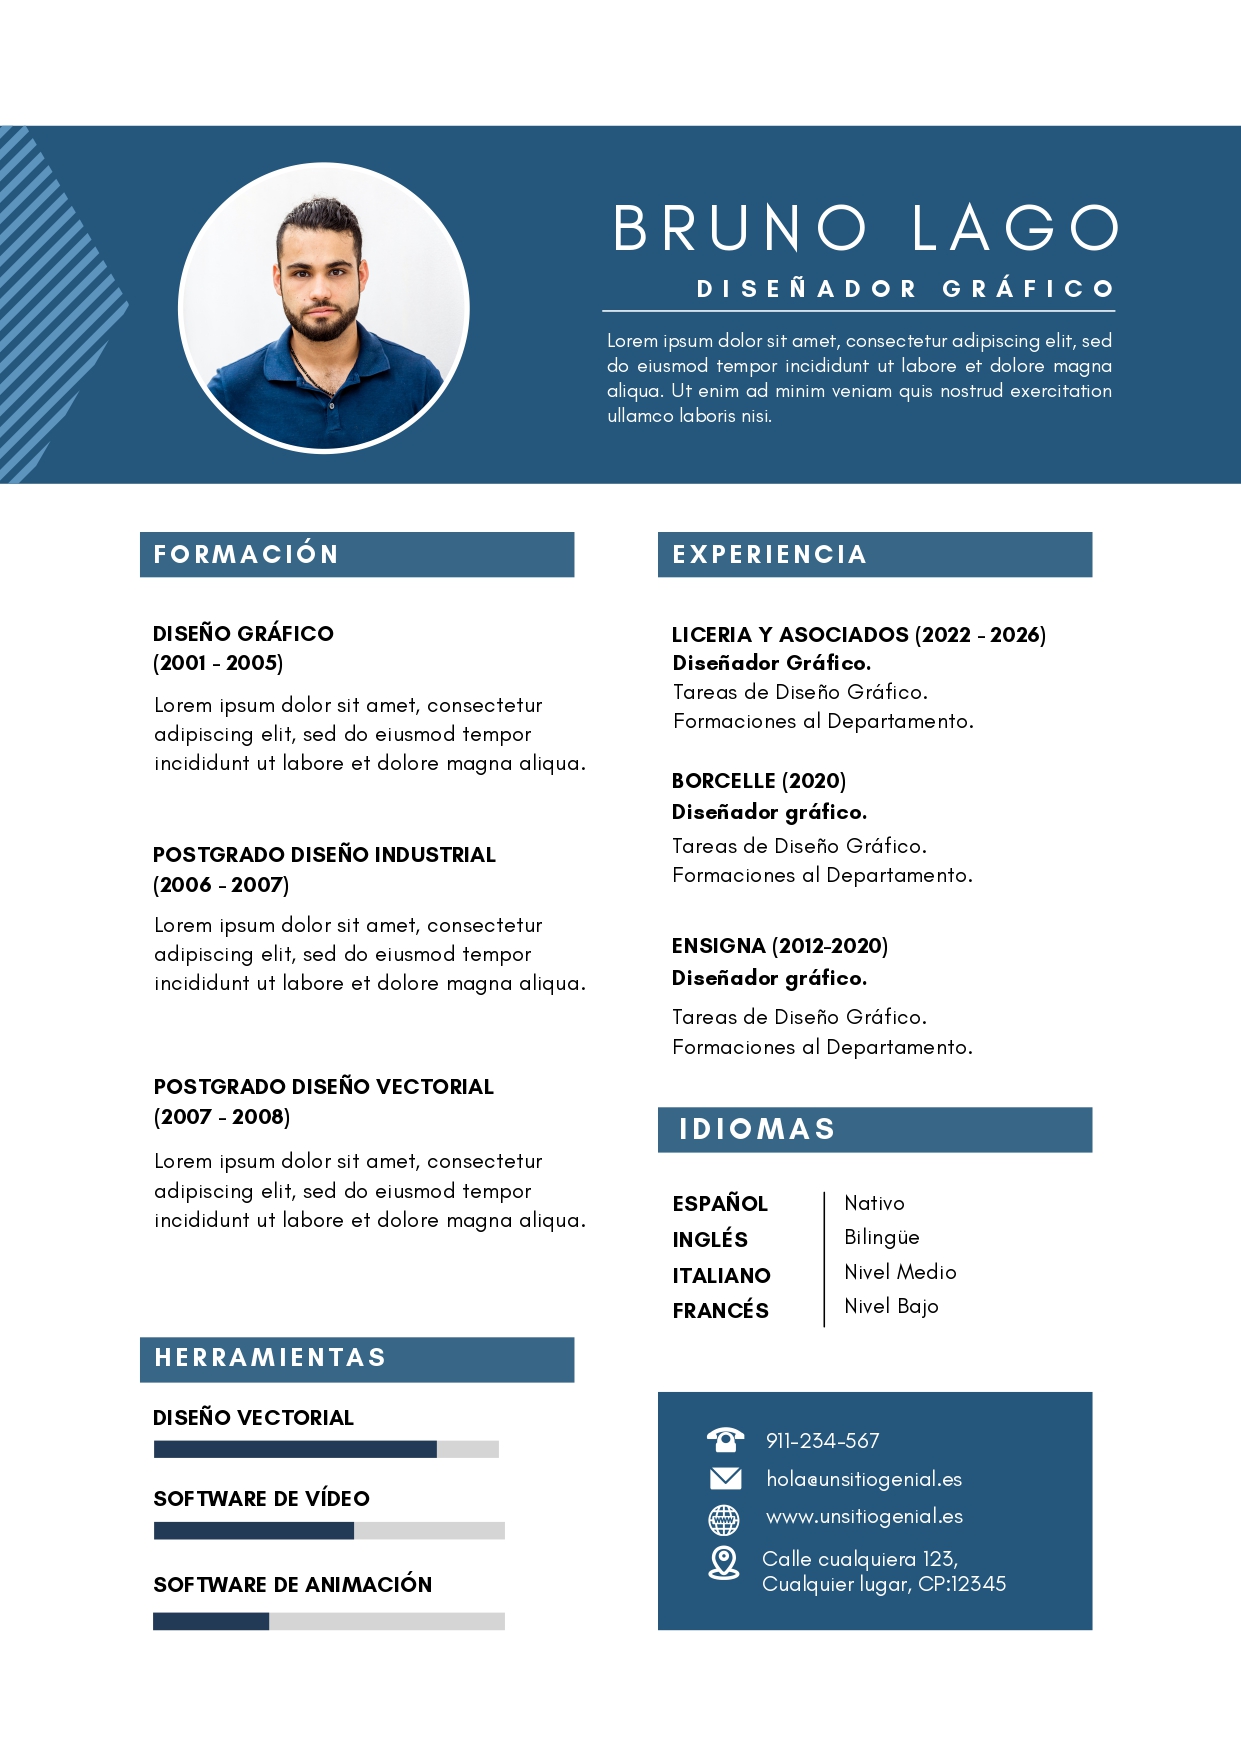 BRUNO LAGO
DISEÑADOR GRÁFICO
Lorem ipsum dolor sit amet, consectetur adipiscing elit, sed
do eiusmod tempor incididunt ut labore et dolore magna
aliqua. Ut enim ad minim veniam quis nostrud exercitation
ullamco laboris nisi.
FORMACIÓN
DISEÑO GRÁFICO
(2001 - 2005)
Lorem ipsum dolor sit amet, consectetur
adipiscing elit, sed do eiusmod tempor
incididunt ut labore et dolore magna aliqua.
POSTGRADO DISEÑO INDUSTRIAL
(2006 - 2007)
Lorem ipsum dolor sit amet, consectetur
adipiscing elit, sed do eiusmod tempor
incididunt ut labore et dolore magna aliqua.
POSTGRADO DISEÑO VECTORIAL
(2007 - 2008)
Lorem ipsum dolor sit amet, consectetur
adipiscing elit, sed do eiusmod tempor
incididunt ut labore et dolore magna aliqua.
HERRAMIENTAS
DISEÑO VECTORIAL
SOFTWARE DE VÍDEO
SOFTWARE DE ANIMACIÓN
EXPERIENCIA
LICERIA Y ASOCIADOS (2022 - 2026)
Diseñador Gráfico.
Tareas de Diseño Gráfico.
Formaciones al Departamento.
BORCELLE (2020)
Diseñador gráfico.
Tareas de Diseño Gráfico.
Formaciones al Departamento.
ENSIGNA (2012-2020)
Diseñador gráfico.
Tareas de Diseño Gráfico.
Formaciones al Departamento.
IDIOMAS
ESPAÑOL Nativo
INGLÉS Bilingüe
ITALIANO Nivel Medio
FRANCÉS Nivel Bajo
911-234-567
hola@unsitiogenial.es
www www.unsitiogenial.es
Calle cualquiera 123,
Cualquier lugar, CP:12345